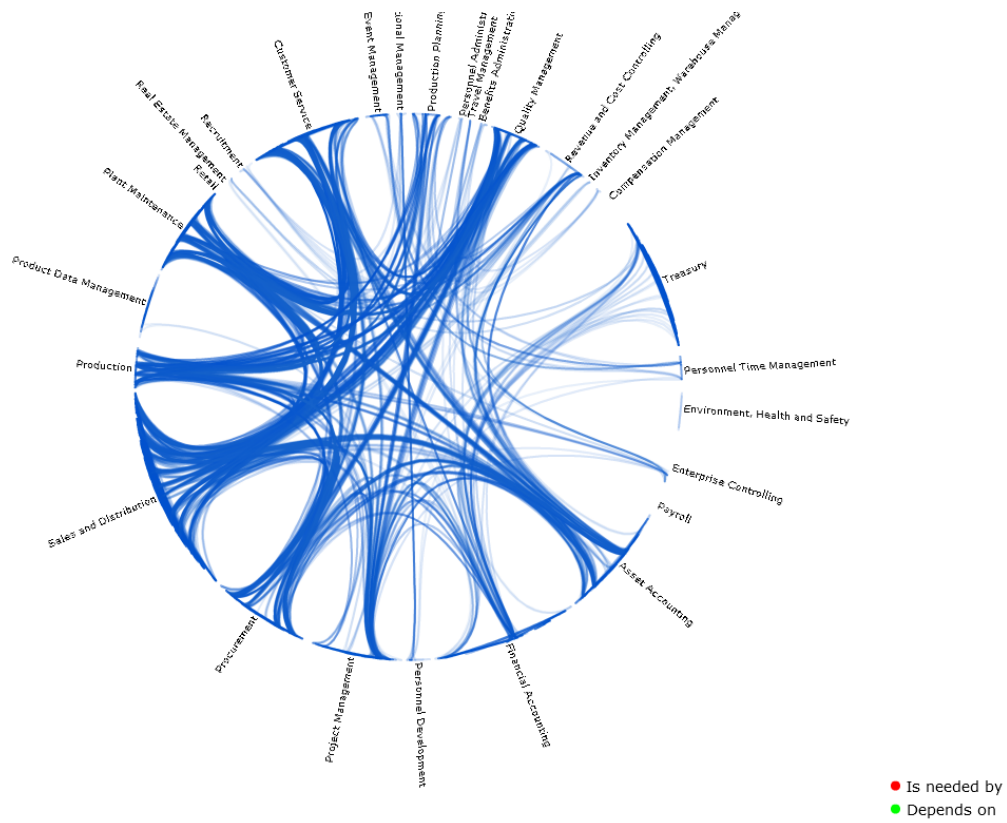 Event Management
ional Management
Production Planning
Personnel Administr
Travel Management
Benefits Administrati
Quality Management
Revenue and Cost Controlling
Inventory Management, Warehouse Manag
Compensation Management
Treasury
Personnel Time Management
Environment, Health and Safety
Enterprise Controlling
Payroll
Asset Accounting
Financial Accounting
Personnel Development
Project Management
Procurement
Sales and Distribution
Production
Product Data Management
Plant Maintenance
Retail
Real Estate Management
Recruitment
Customer Service
Is needed by
Depends on